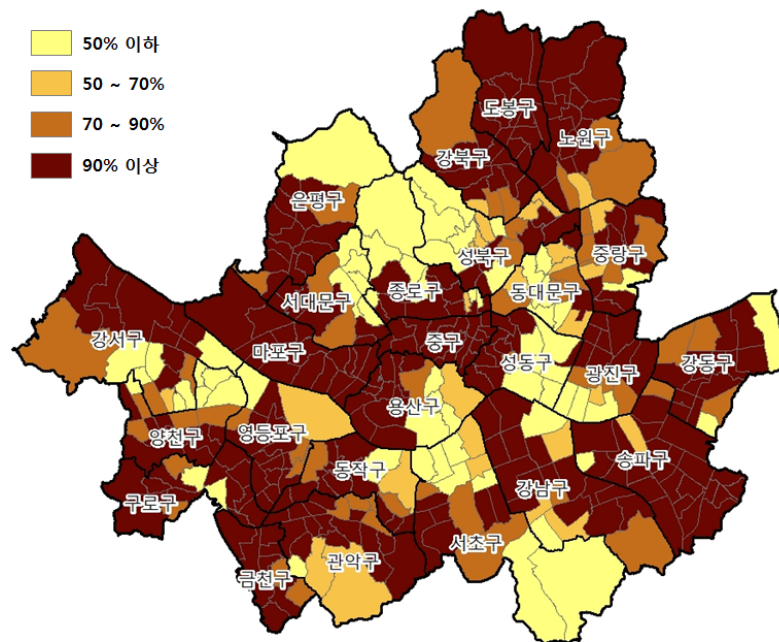 50% 이하
50 ~ 70%
70 ~ 90%
90% 이상
도봉구
노원구
강북구
은평구
성북구
중랑구
서대문구
종로구
동대문구
강서구
마포구
중구
성동구
광진구
강동구
용산구
양천구
영등포구
동작구
송파구
강남구
구로구
서초구
관악구
금천구